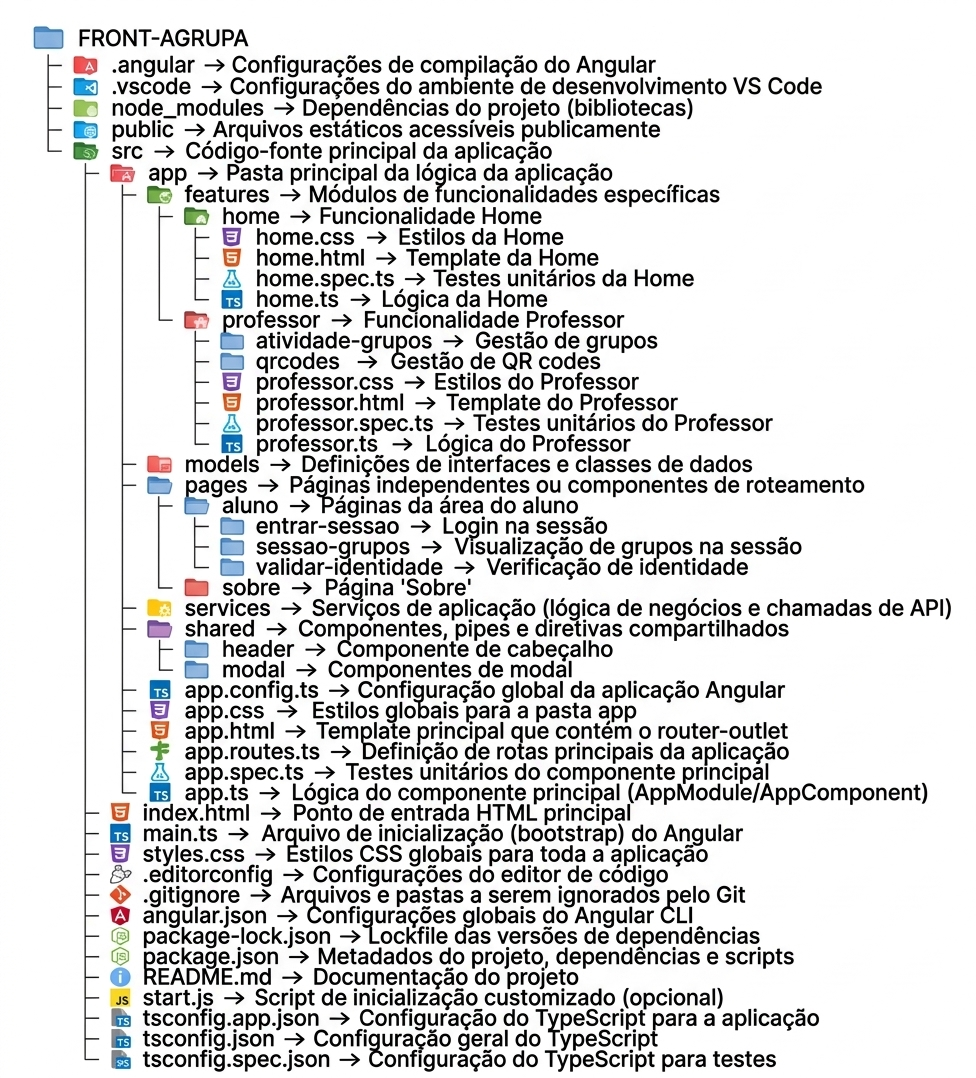 FRONT-AGRUPA
.angular → Configurações de compilação do Angular
.vscode → Configurações do ambiente de desenvolvimento VS Code
node_modules → Dependências do projeto (bibliotecas)
public → Arquivos estáticos acessíveis publicamente
src → Código-fonte principal da aplicação
app → Pasta principal da lógica da aplicação
features → Módulos de funcionalidades específicas
home → Funcionalidade Home
home.css → Estilos da Home
home.html → Template da Home
home.spec.ts → Testes unitários da Home
TS home.ts → Lógica da Home
professor → Funcionalidade Professor
atividade-grupos → Gestão de grupos
qrcodes → Gestão de QR codes
professor.css → Estilos do Professor
professor.html → Template do Professor
professor.spec.ts → Testes unitários do Professor
TS professor.ts → Lógica do Professor
models → Definições de interfaces e classes de dados
pages → Páginas independentes ou componentes de roteamento
aluno → Páginas da área do aluno
entrar-sessao → Login na sessão
sessao-grupos → Visualização de grupos na sessão
validar-identidade → Verificação de identidade
sobre → Página 'Sobre'
services → Serviços de aplicação (lógica de negócios e chamadas de API)
shared → Componentes, pipes e diretivas compartilhados
header → Componente de cabeçalho
modal → Componentes de modal
TS app.config.ts → Configuração global da aplicação Angular
app.css → Estilos globais para a pasta app
app.html → Template principal que contém o router-outlet
app.routes.ts → Definição de rotas principais da aplicação
app.spec.ts → Testes unitários do componente principal
TS app.ts → Lógica do componente principal (AppModule/AppComponent)
index.html → Ponto de entrada HTML principal
TS main.ts → Arquivo de inicialização (bootstrap) do Angular
styles.css → Estilos CSS globais para toda a aplicação
.editorconfig → Configurações do editor de código
.gitignore → Arquivos e pastas a serem ignorados pelo Git
angular.json → Configurações globais do Angular CLI
package-lock.json → Lockfile das versões de dependências
package.json → Metadados do projeto, dependências e scripts
README.md → Documentação do projeto
JS start.js → Script de inicialização customizado (opcional)
TS tsconfig.app.json → Configuração do TypeScript para a aplicação
TS tsconfig.json → Configuração geral do TypeScript
tsconfig.spec.json → Configuração do TypeScript para testes